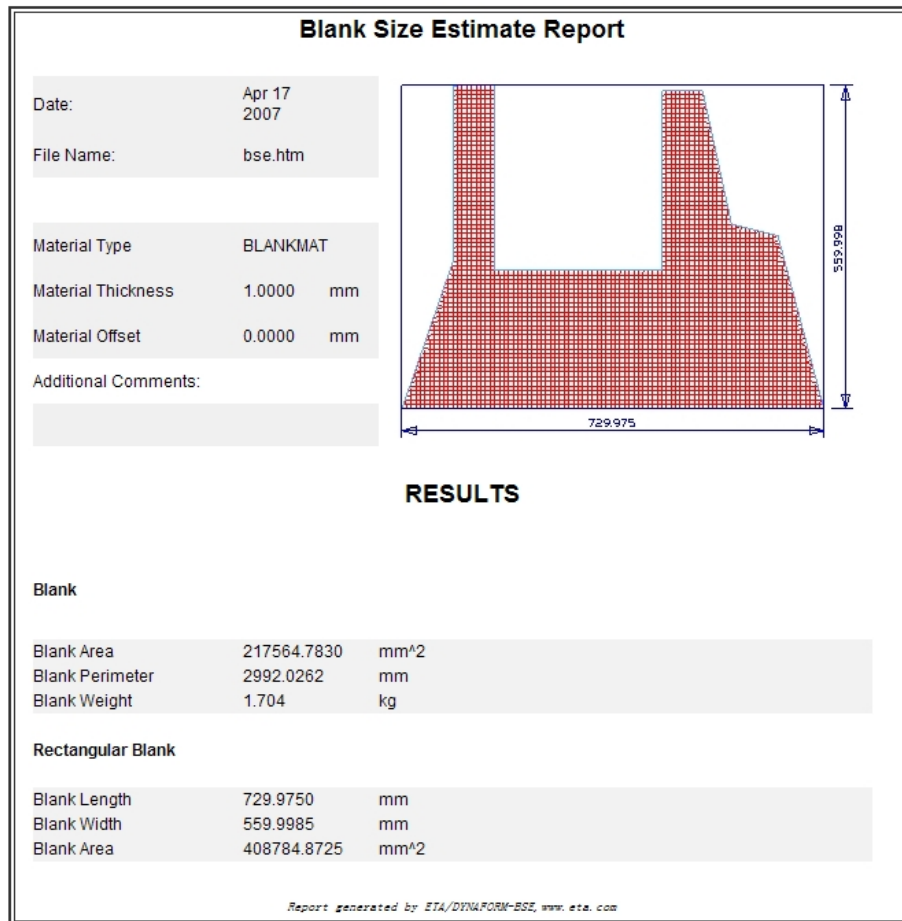 Blank Size Estimate Report
Date: Apr 17
2007
File Name: bse.htm
Material Type BLANKMAT
Material Thickness 1.0000 mm
Material Offset 0.0000 mm
Additional Comments:
559.998
729.975
RESULTS
Blank
Blank Area 217564.7830 mm^2
Blank Perimeter 2992.0262 mm
Blank Weight 1.704 kg
Rectangular Blank
Blank Length 729.9750 mm
Blank Width 559.9985 mm
Blank Area 408784.8725 mm^2
Report generated by ETA/DYNAFORM-BSE, www.eta.com